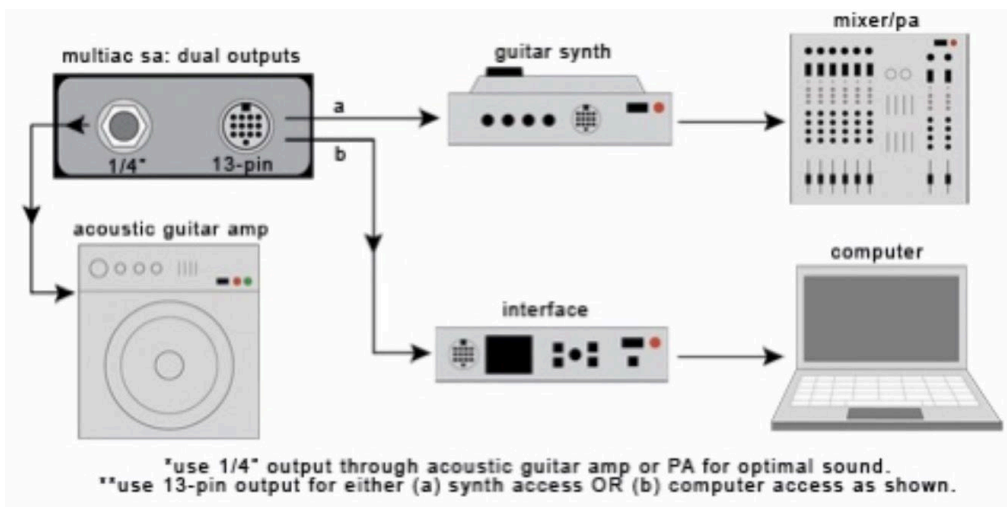 mixer/pa
multiac sa: dual outputs
guitar synth
a
b
1/4"
13-pin
acoustic guitar amp
computer
interface
*use 1/4" output through acoustic guitar amp or PA for optimal sound.
**use 13-pin output for either (a) synth access OR (b) computer access as shown.